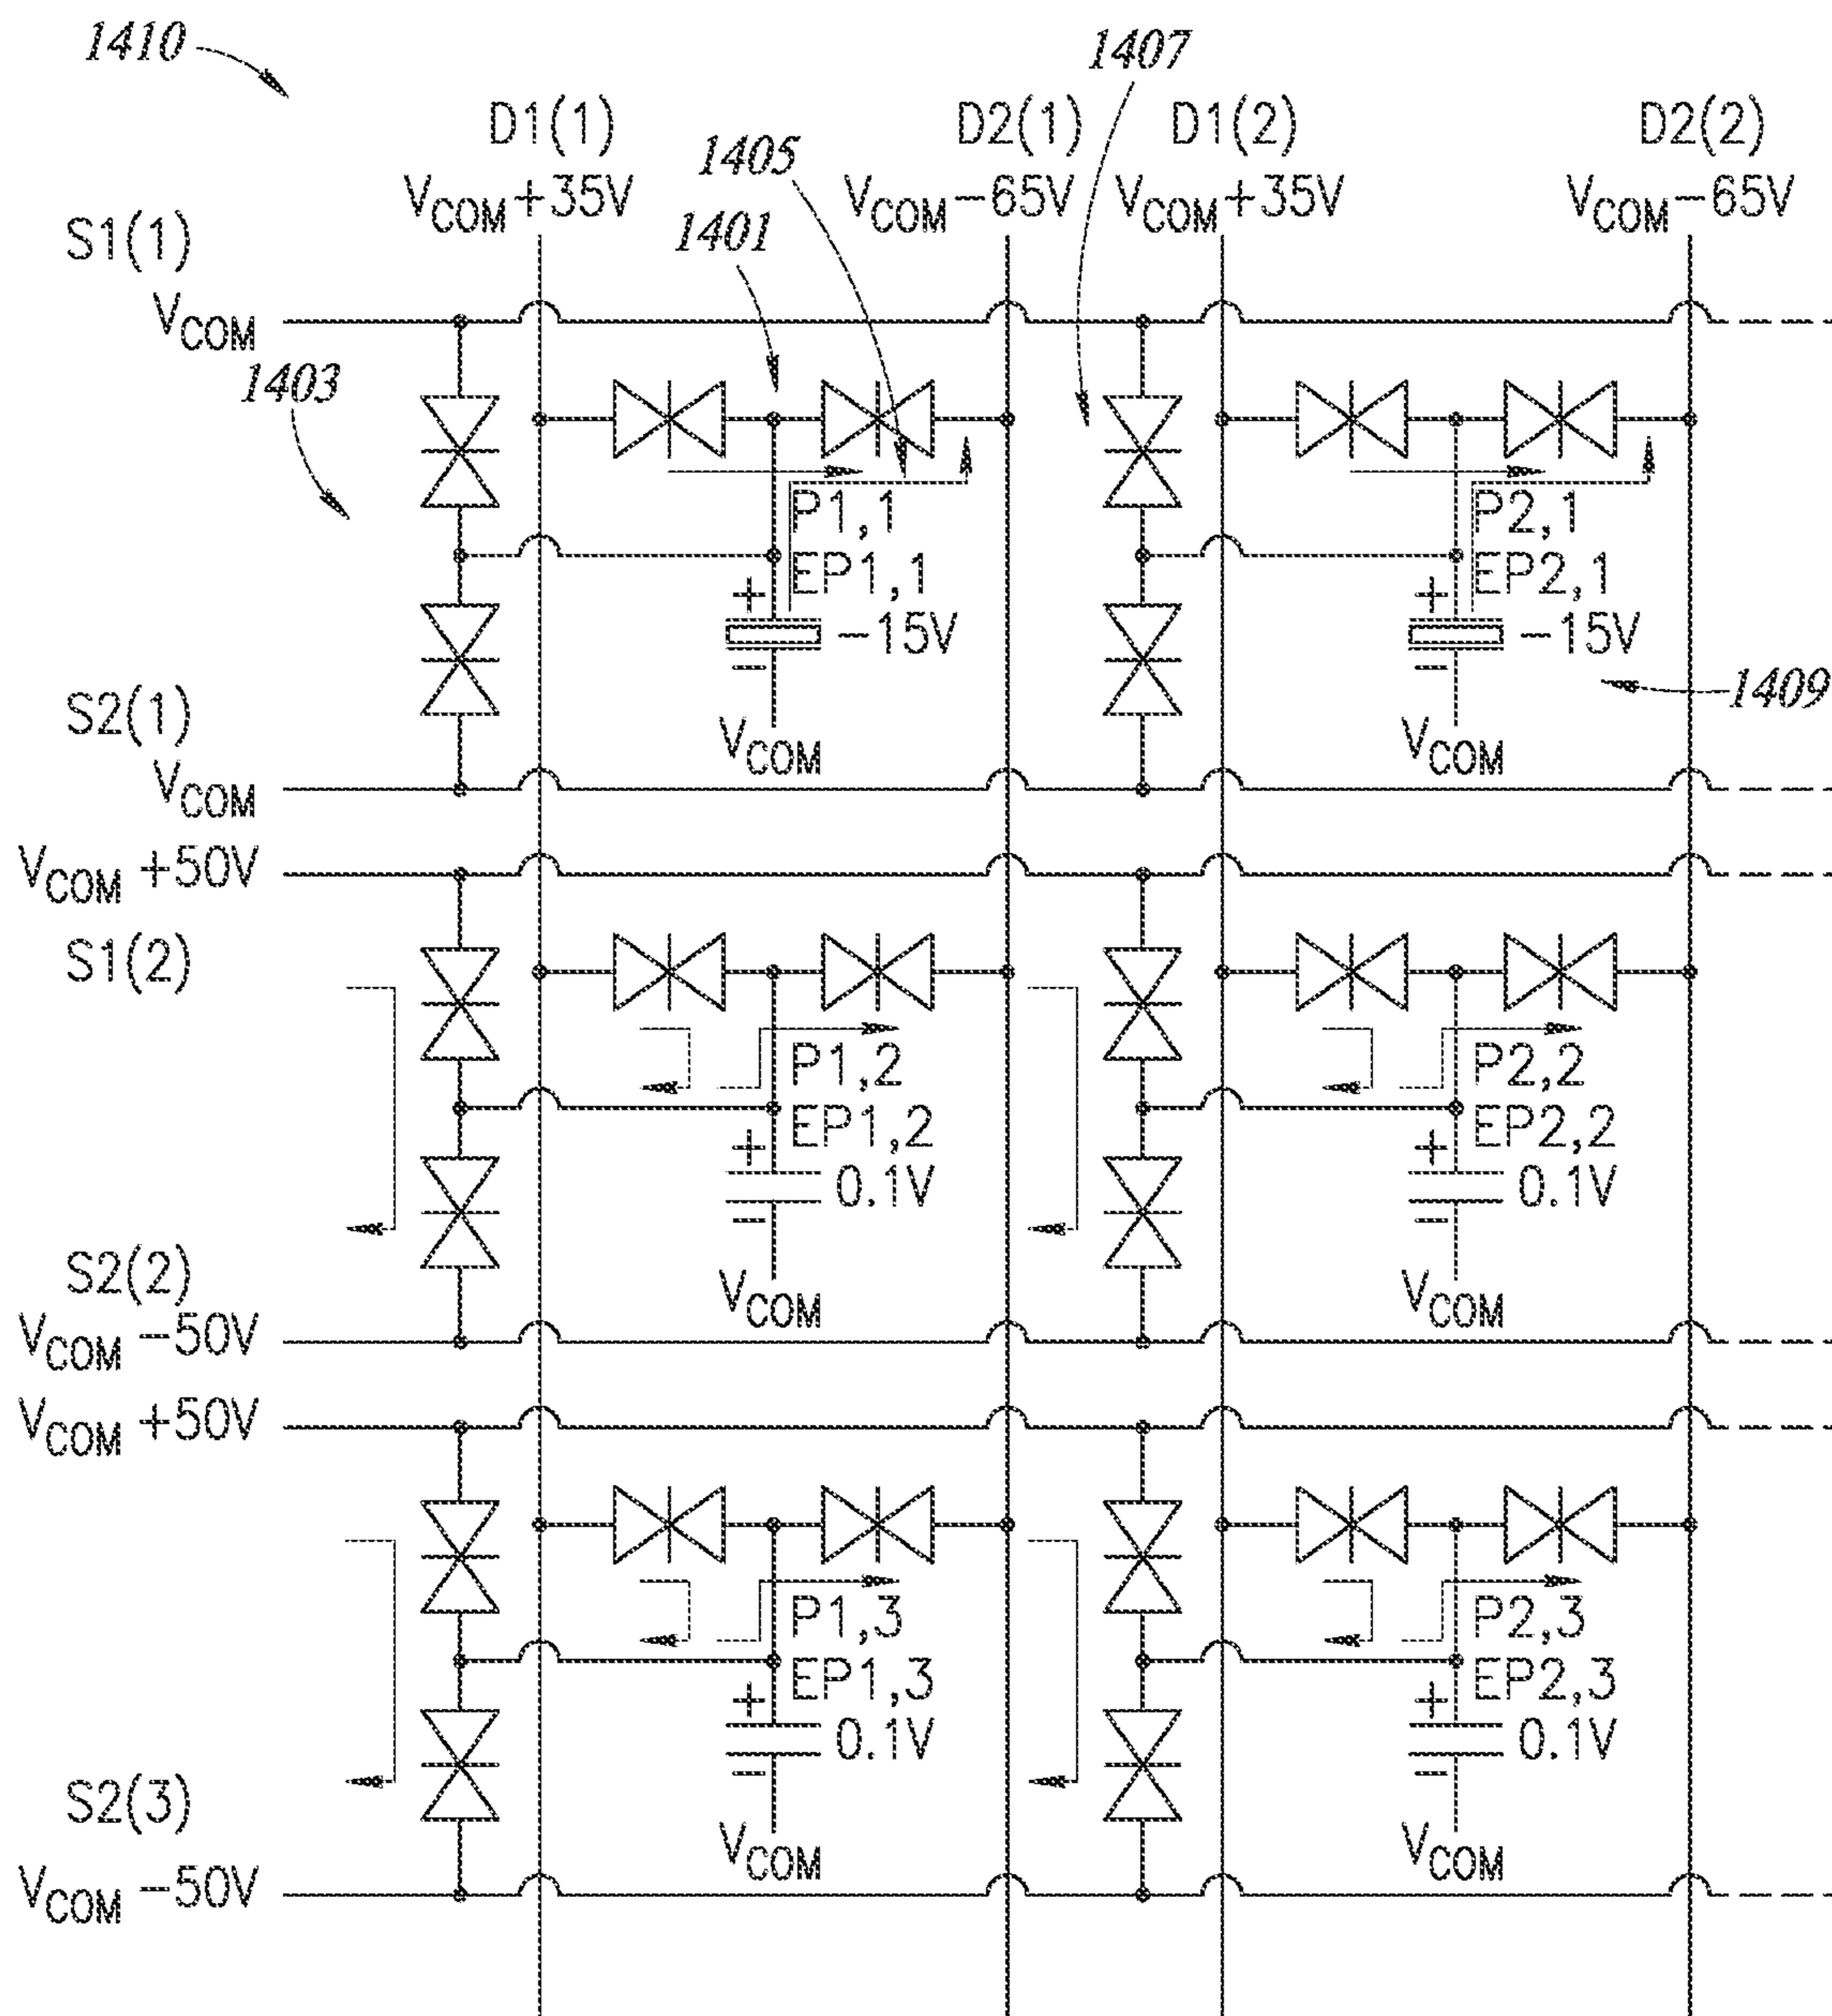 1410
1407
D1(1)
1405
D2(1)
D1(2)
D2(2)
VCOM +35V
VCOM −65V
VCOM +35V
VCOM −65V
1401
S1(1)
VCOM
1403
P1,1
P2,1
EP1,1
EP2,1
+
+
−15V
−15V
−
−
1409
S2(1)
VCOM
VCOM
VCOM
VCOM +50V
S1(2)
P1,2
P2,2
EP1,2
EP2,2
+
+
0.1V
0.1V
−
−
S2(2)
VCOM
VCOM
VCOM −50V
VCOM +50V
P1,3
P2,3
EP1,3
EP2,3
+
+
0.1V
0.1V
−
−
S2(3)
VCOM
VCOM
VCOM −50V